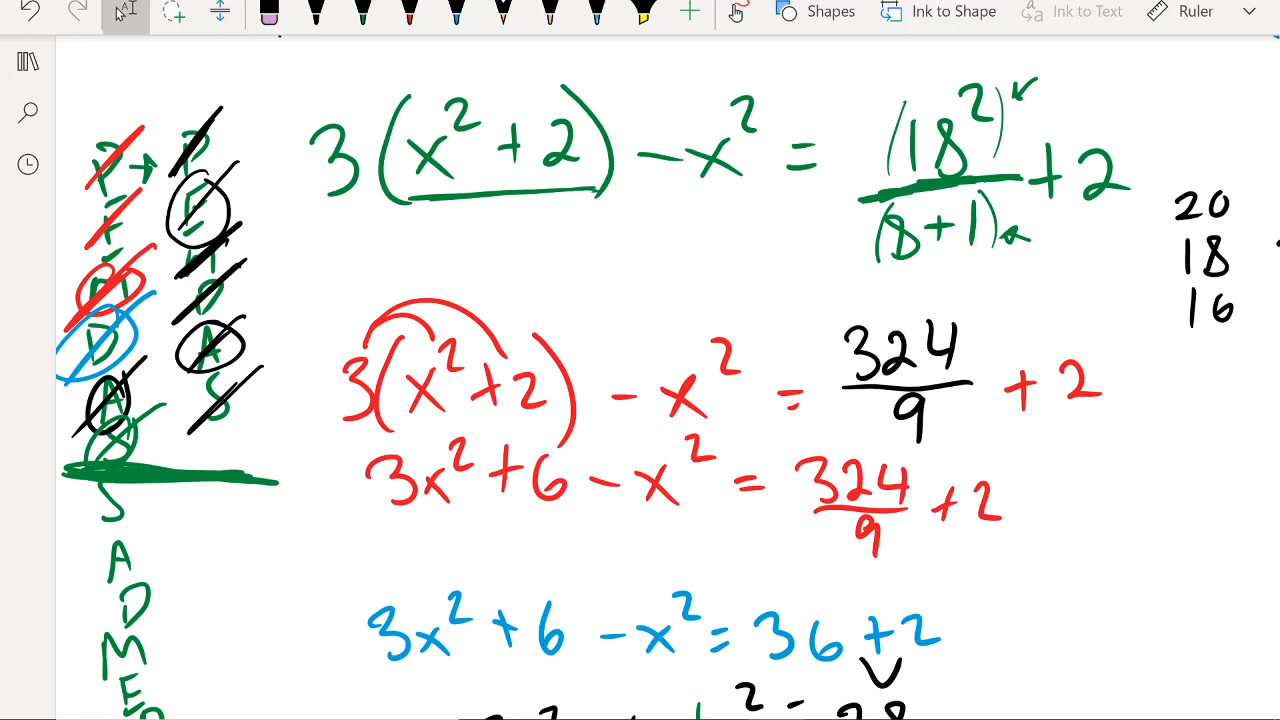 Shapes Ink to Shape Ink to Text Ruler
3(x² + 2) - x² = (18²)/(8+1) + 2
20
18
16
P → P
E E
M M
D D
A A
S S
3(x² + 2) - x² = 324/9 + 2
3x² + 6 - x² = 324/9 + 2
S
A
D
M
E
3x² + 6 - x² = 36 + 2